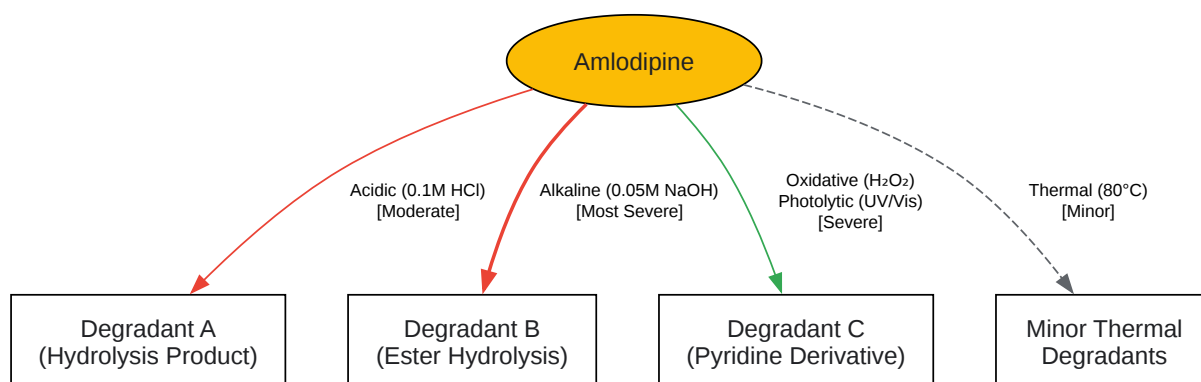 Amlodipine
Acidic (0.1M HCl)
[Moderate]
Alkaline (0.05M NaOH)
[Most Severe]
Oxidative (H₂O₂)
Photolytic (UV/Vis)
[Severe]
Thermal (80°C)
[Minor]
Degradant A
(Hydrolysis Product)
Degradant B
(Ester Hydrolysis)
Degradant C
(Pyridine Derivative)
Minor Thermal
Degradants